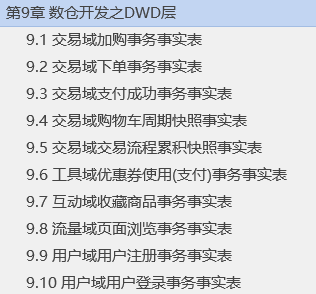 第9章 数仓开发之DWD层
9.1 交易域加购事务事实表
9.2 交易域下单事务事实表
9.3 交易域支付成功事务事实表
9.4 交易域购物车周期快照事实表
9.5 交易域交易流程累积快照事实表
9.6 工具域优惠券使用(支付)事务事实表
9.7 互动域收藏商品事务事实表
9.8 流量域页面浏览事务事实表
9.9 用户域用户注册事务事实表
9.10 用户域用户登录事务事实表